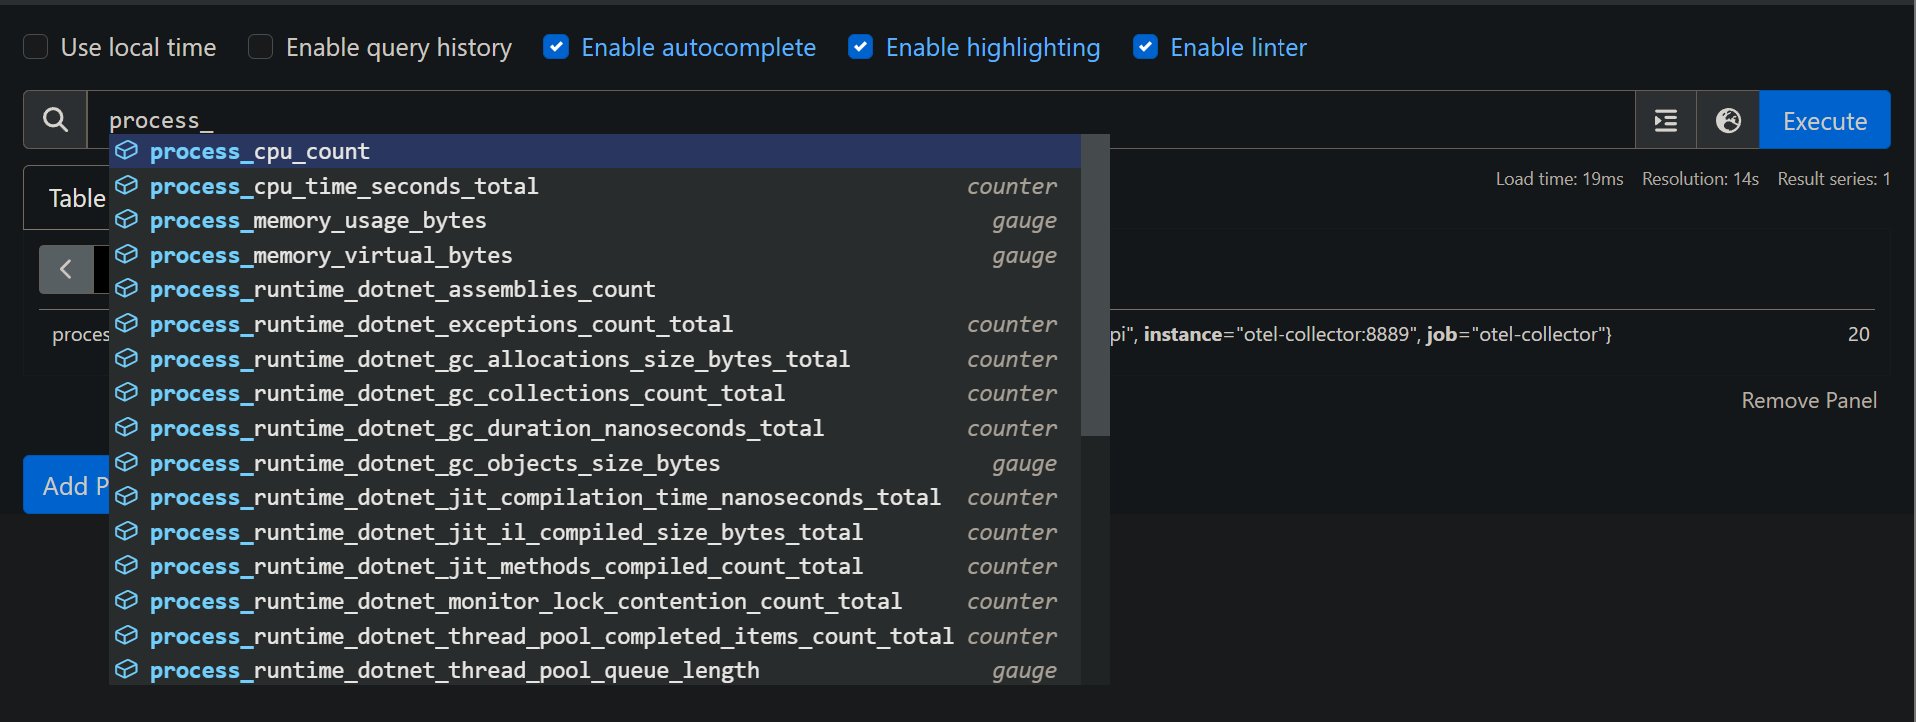 Use local time Enable query history Enable autocomplete Enable highlighting Enable linter
process_ Execute
process_cpu_count
Table process_cpu_time_seconds_total counter Load time: 19ms Resolution: 14s Result series: 1
process_memory_usage_bytes gauge
process_memory_virtual_bytes gauge
process_runtime_dotnet_assemblies_count
process_runtime_dotnet_exceptions_count_total counter
proces pi", instance="otel-collector:8889", job="otel-collector"} 20
process_runtime_dotnet_gc_allocations_size_bytes_total counter
process_runtime_dotnet_gc_collections_count_total counter
Remove Panel
process_runtime_dotnet_gc_duration_nanoseconds_total counter
process_runtime_dotnet_gc_objects_size_bytes gauge
Add P
process_runtime_dotnet_jit_compilation_time_nanoseconds_total counter
process_runtime_dotnet_jit_il_compiled_size_bytes_total counter
process_runtime_dotnet_jit_methods_compiled_count_total counter
process_runtime_dotnet_monitor_lock_contention_count_total counter
process_runtime_dotnet_thread_pool_completed_items_count_total counter
process_runtime_dotnet_thread_pool_queue_length gauge